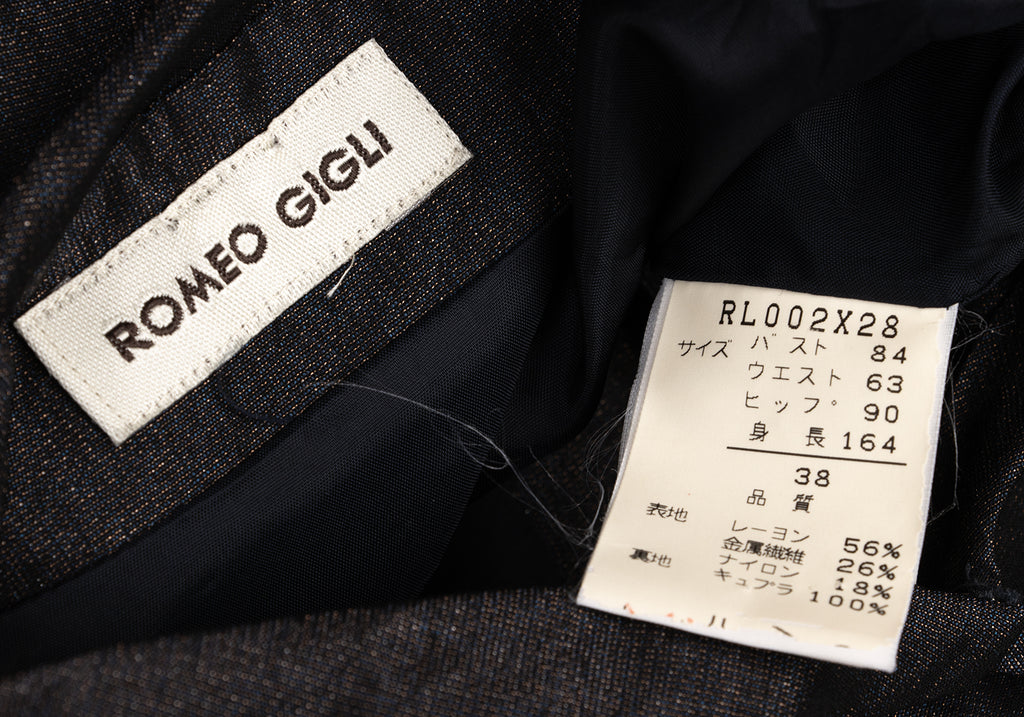 ROMEO GIGLI
RL002X28
サイズ バスト 84
ウエスト 63
ヒップ 90
身長 164
38
品質
表地 レーヨン 56%
金属繊維 26%
ナイロン 18%
裏地 キュプラ 100%